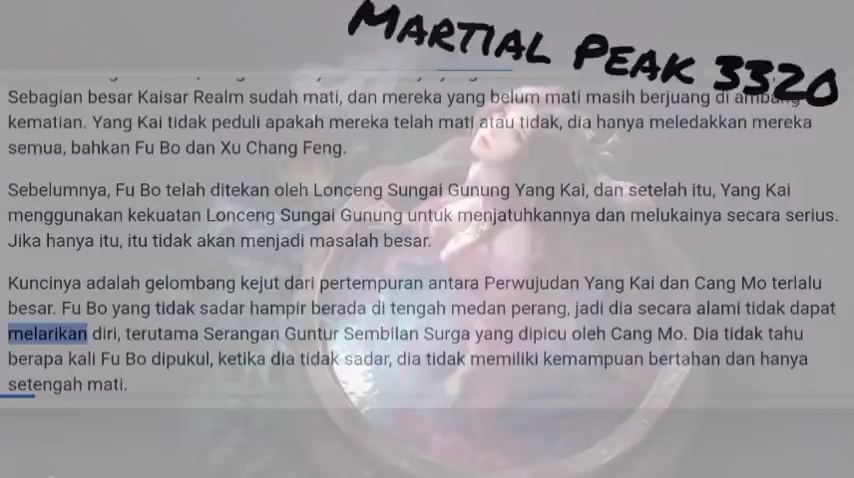 MARTIAL PEAK 3320
Sebagian besar Kaisar Realm sudah mati, dan mereka yang belum mati masih berjuang di ambang
kematian. Yang Kai tidak peduli apakah mereka telah mati atau tidak, dia hanya meledakkan mereka
semua, bahkan Fu Bo dan Xu Chang Feng.
Sebelumnya, Fu Bo telah ditekan oleh Lonceng Sungai Gunung Yang Kai, dan setelah itu, Yang Kai
menggunakan kekuatan Lonceng Sungai Gunung untuk menjatuhkannya dan melukainya secara serius.
Jika hanya itu, itu tidak akan menjadi masalah besar.
Kuncinya adalah gelombang kejut dari pertempuran antara Perwujudan Yang Kai dan Cang Mo terlalu
besar. Fu Bo yang tidak sadar hampir berada di tengah medan perang, jadi dia secara alami tidak dapat
melarikan diri, terutama Serangan Guntur Sembilan Surga yang dipicu oleh Cang Mo. Dia tidak tahu
berapa kali Fu Bo dipukul, ketika dia tidak sadar, dia tidak memiliki kemampuan bertahan dan hanya
setengah mati.